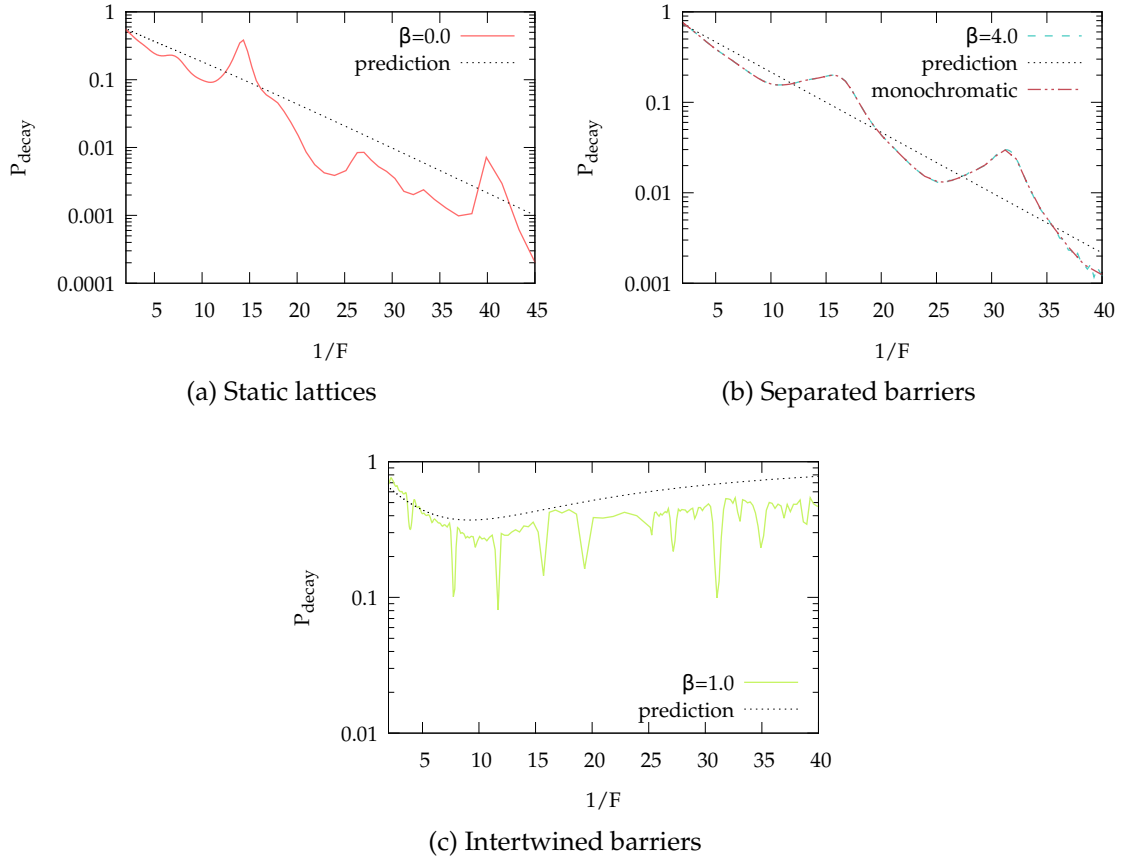 1
0.1
0.01
0.001
0.0001
P_decay
5 10 15 20 25 30 35 40 45
1/F
β=0.0
prediction
(a) Static lattices
1
0.1
0.01
0.001
P_decay
5 10 15 20 25 30 35 40
1/F
β=4.0
prediction
monochromatic
(b) Separated barriers
1
0.1
0.01
P_decay
5 10 15 20 25 30 35 40
1/F
β=1.0
prediction
(c) Intertwined barriers